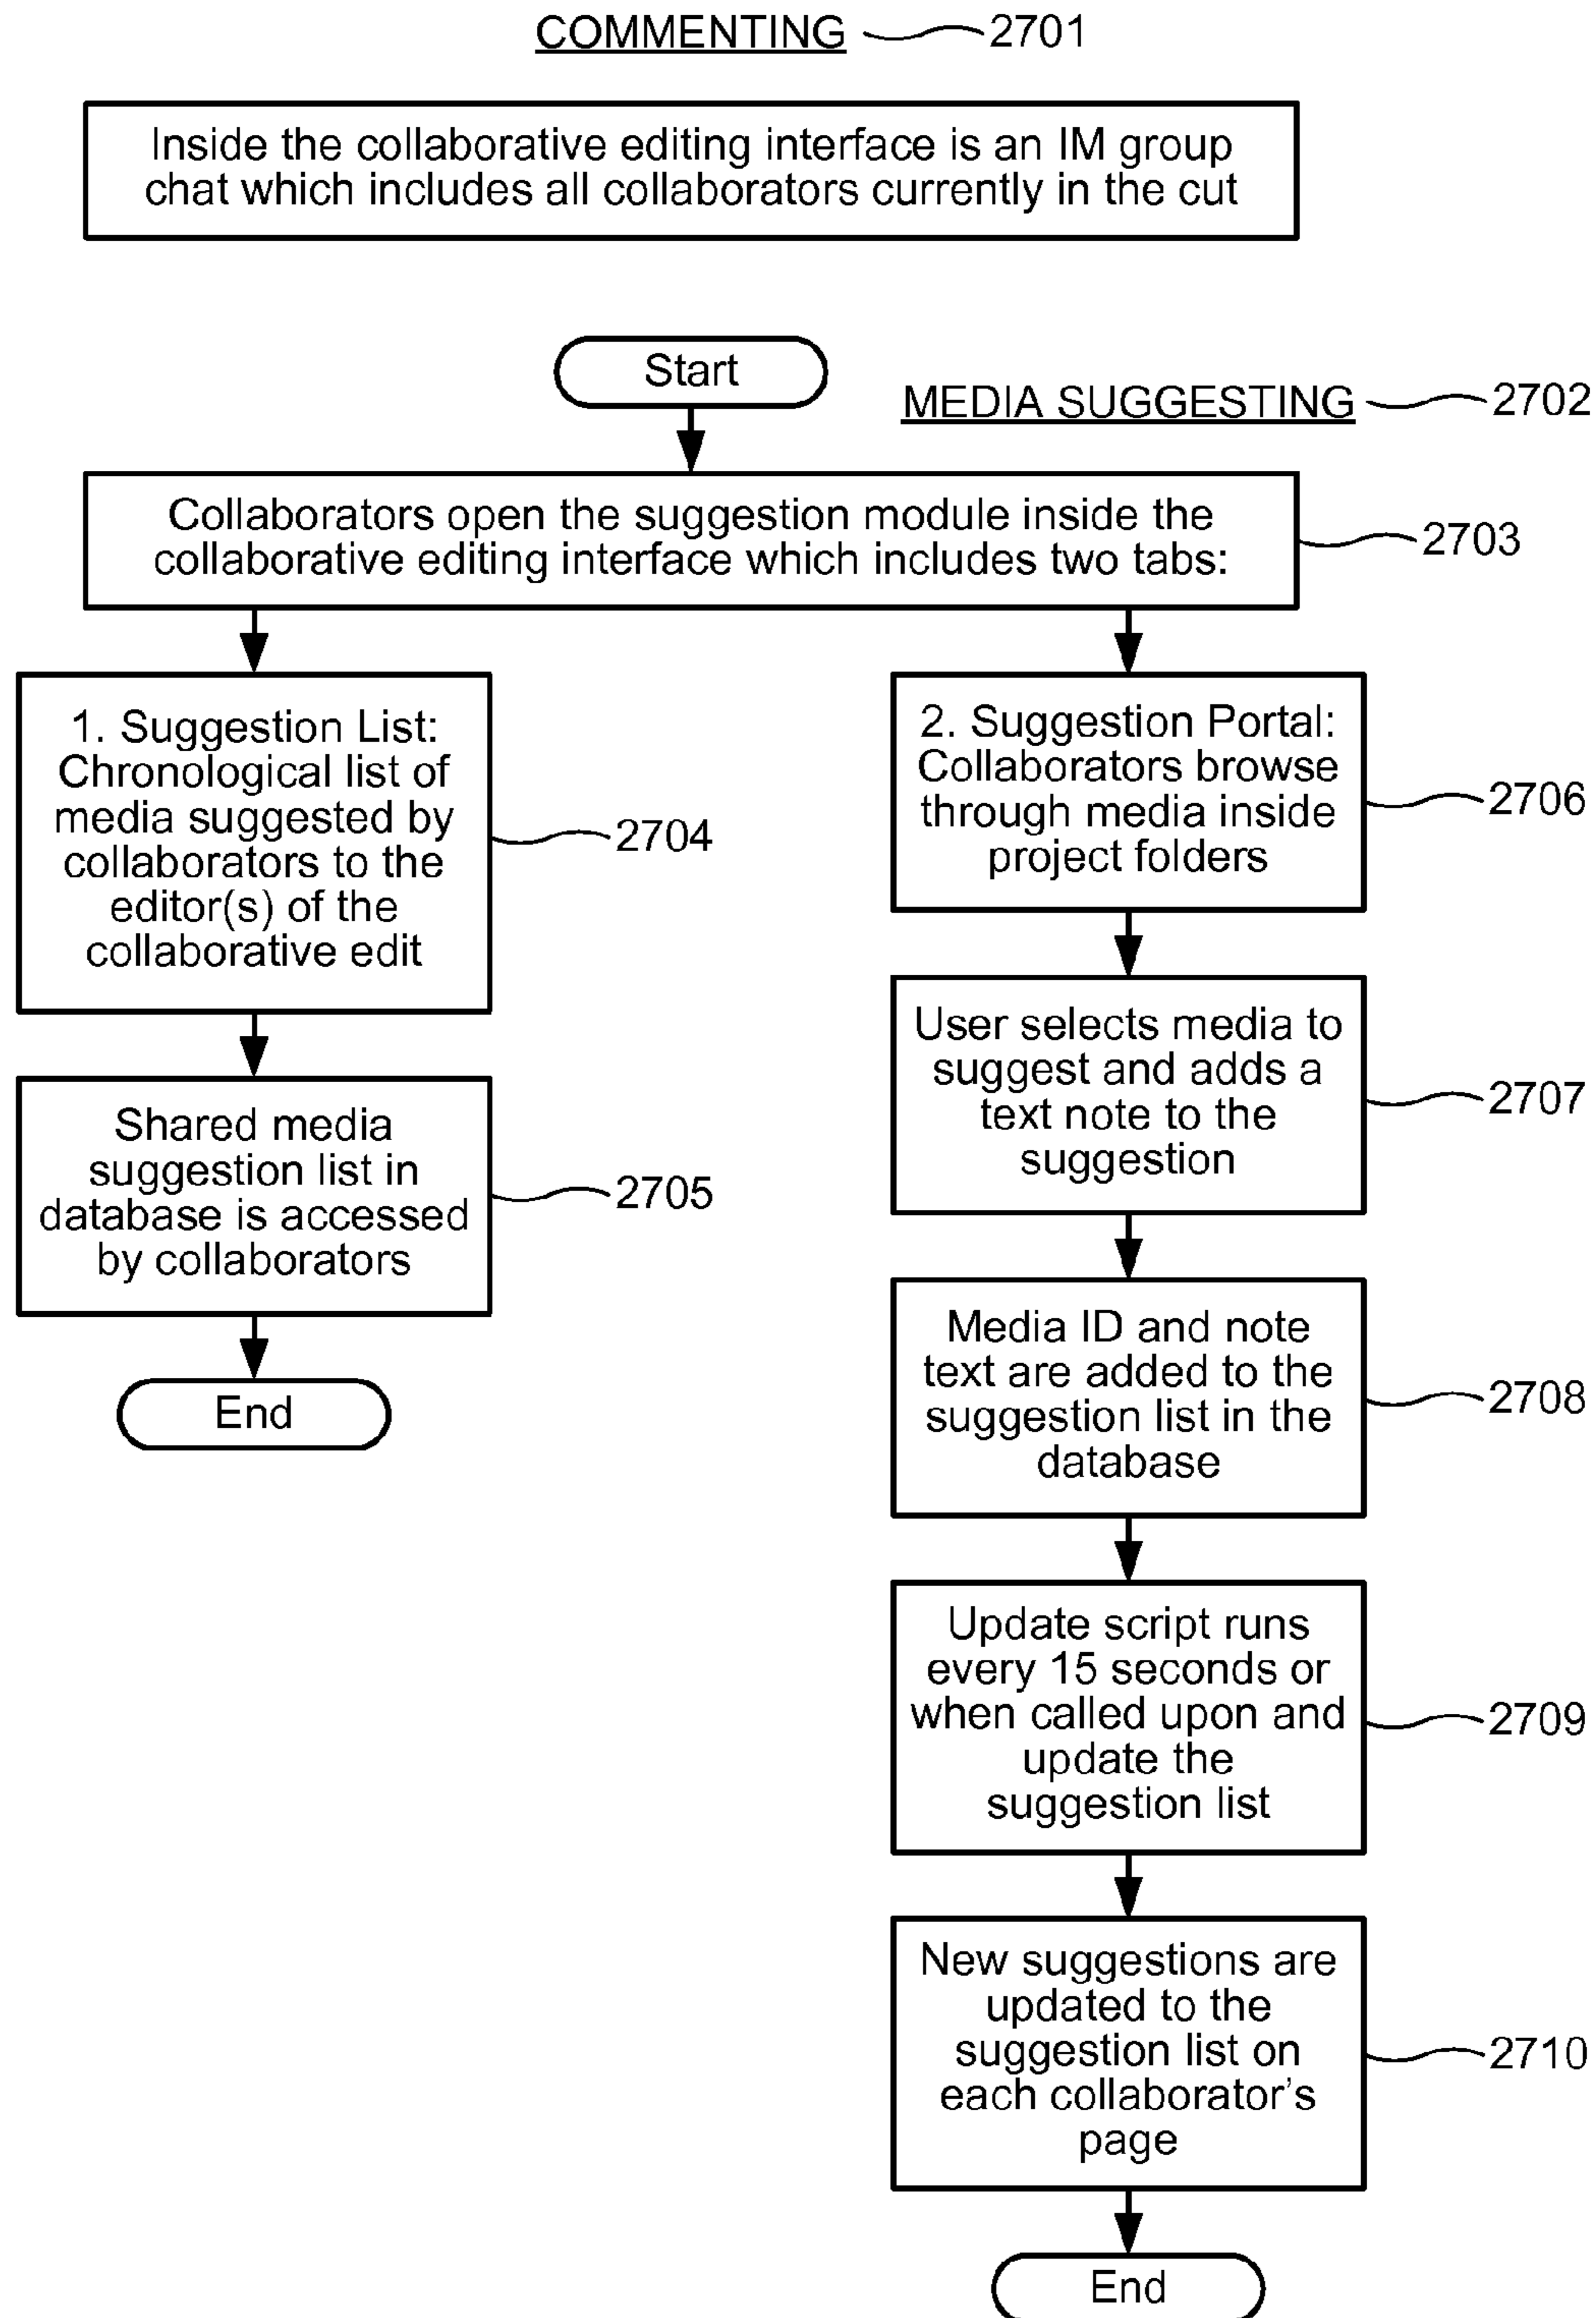 COMMENTING 2701
Inside the collaborative editing interface is an IM group
chat which includes all collaborators currently in the cut
Start
MEDIA SUGGESTING 2702
Collaborators open the suggestion module inside the
collaborative editing interface which includes two tabs:
2703
1. Suggestion List:
Chronological list of
media suggested by
collaborators to the
editor(s) of the
collaborative edit
2704
Shared media
suggestion list in
database is accessed
by collaborators
2705
End
2. Suggestion Portal:
Collaborators browse
through media inside
project folders
2706
User selects media to
suggest and adds a
text note to the
suggestion
2707
Media ID and note
text are added to the
suggestion list in the
database
2708
Update script runs
every 15 seconds or
when called upon and
update the
suggestion list
2709
New suggestions are
updated to the
suggestion list on
each collaborator's
page
2710
End